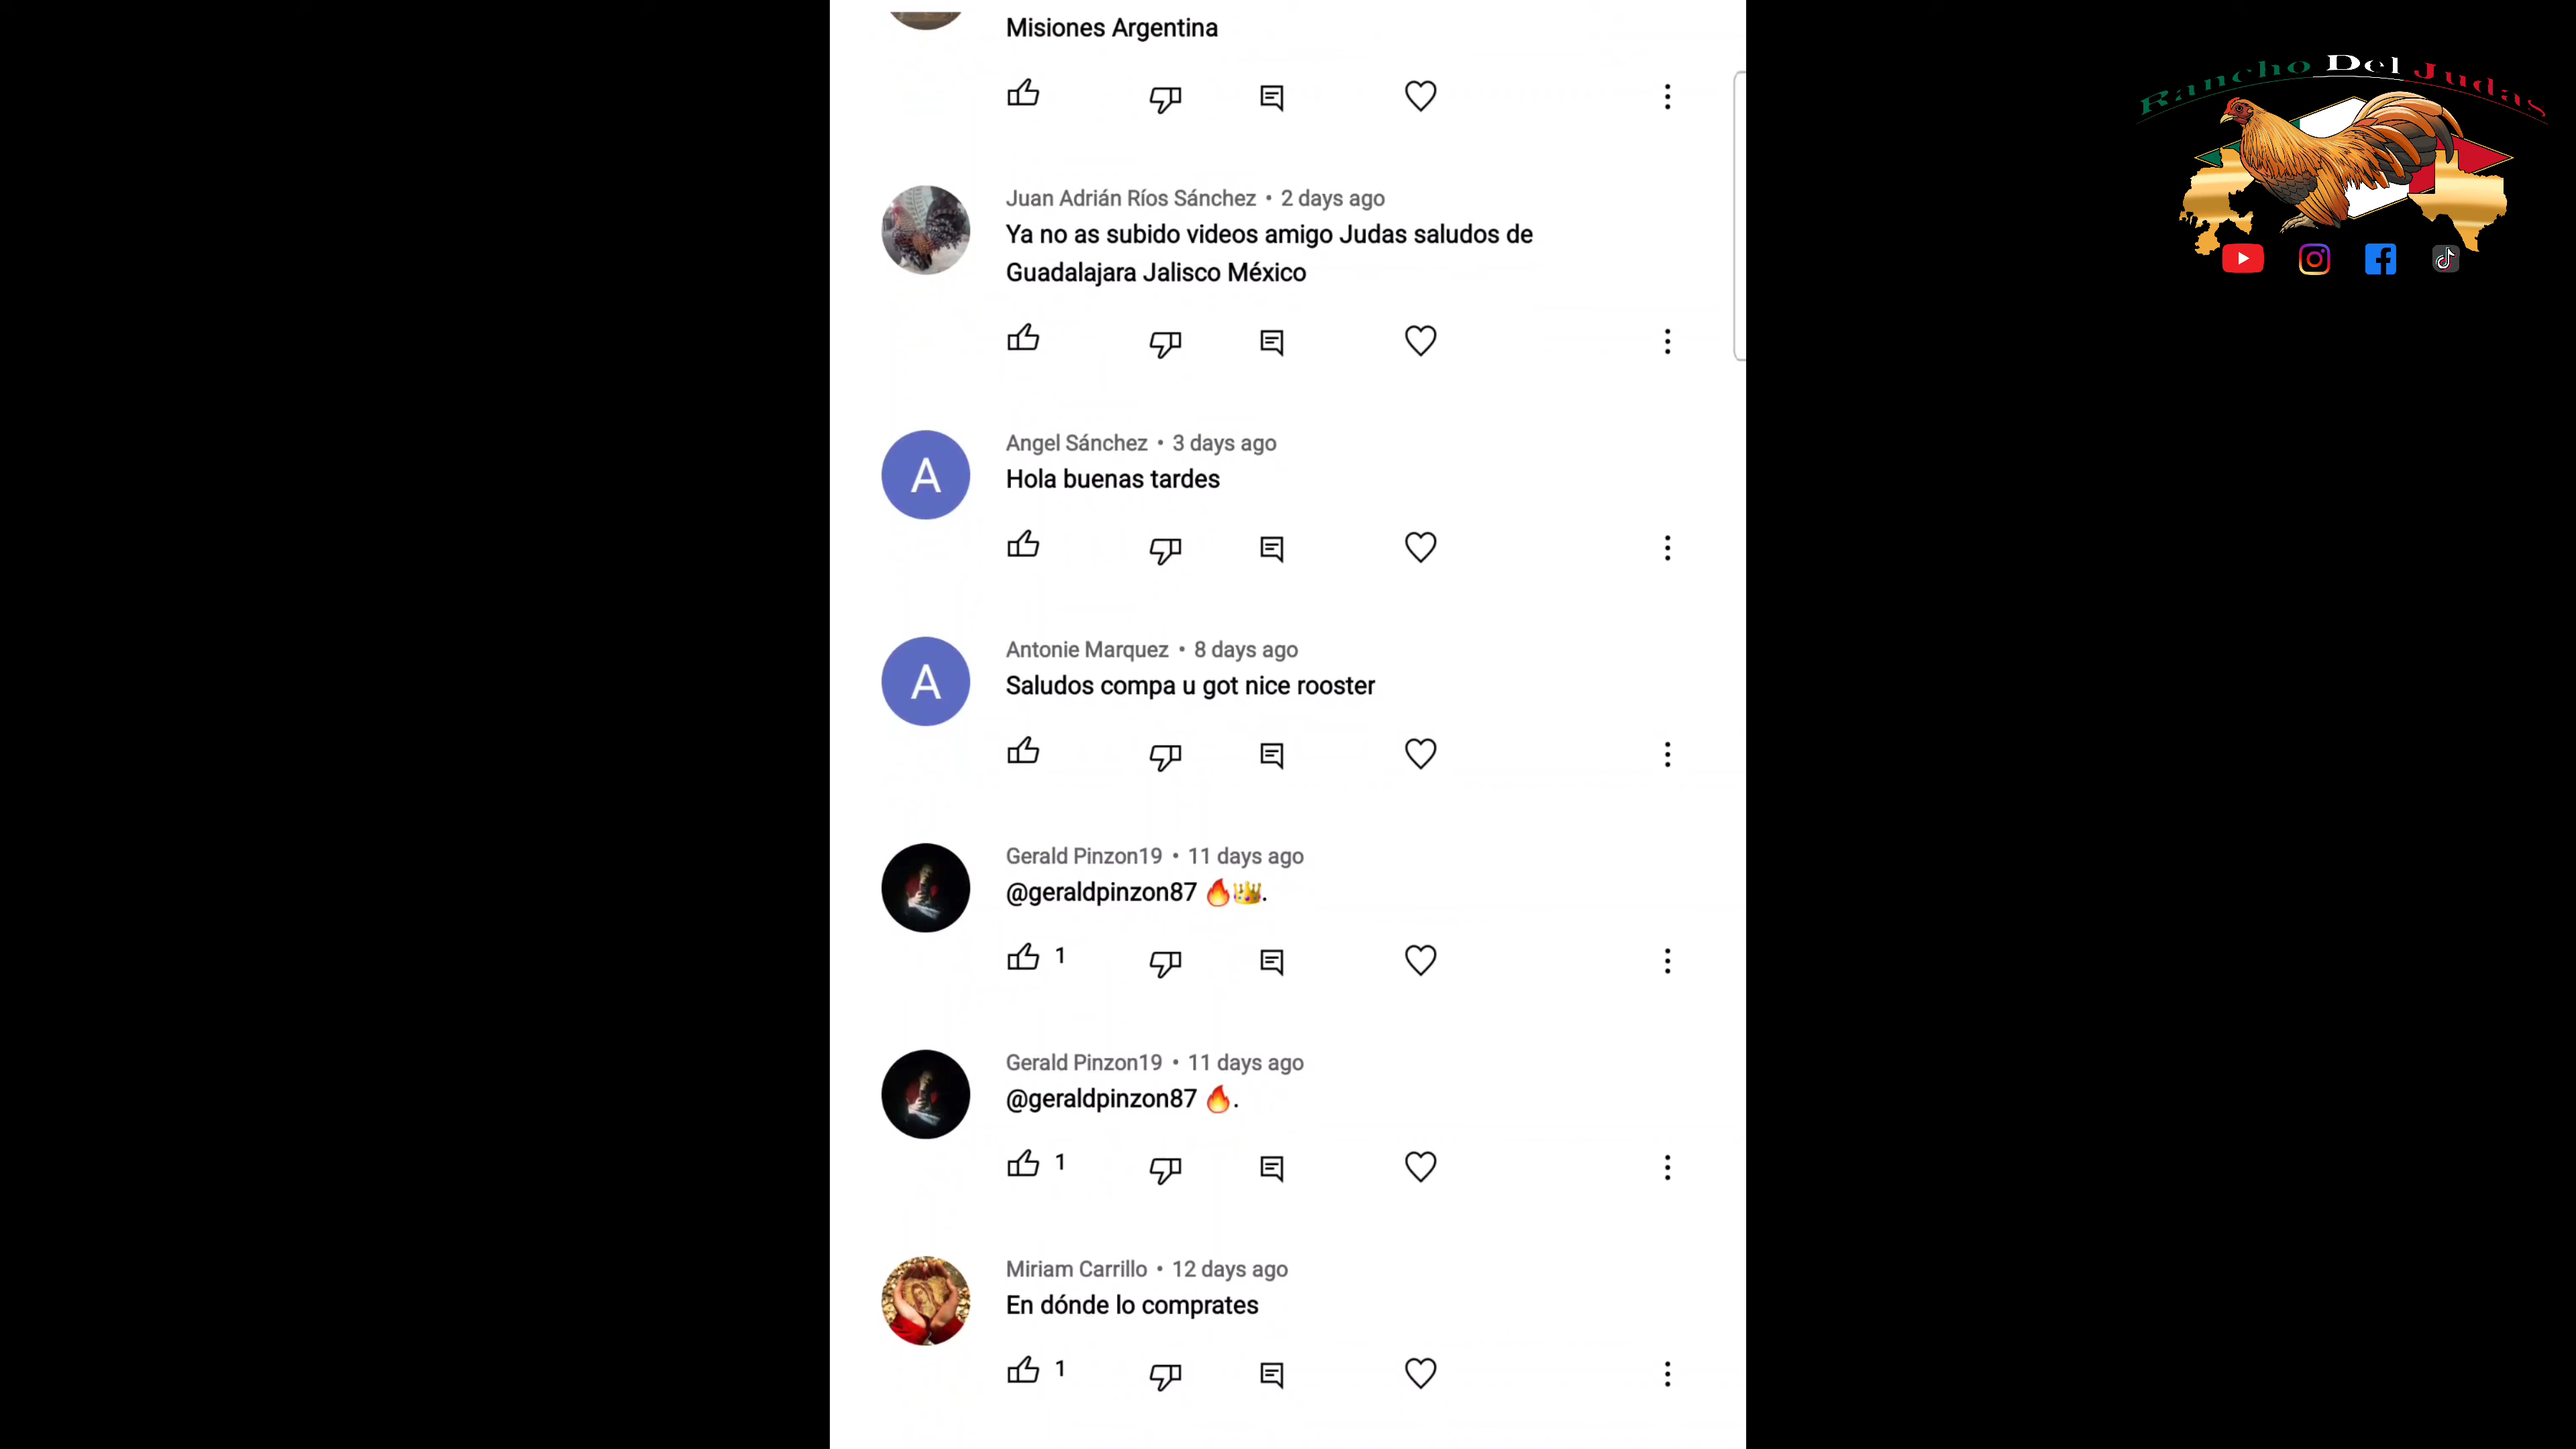 Misiones Argentina
Rancho Del Judas
Juan Adrián Ríos Sánchez • 2 days ago
Ya no as subido videos amigo Judas saludos de
Guadalajara Jalisco México
A
Angel Sánchez • 3 days ago
Hola buenas tardes
A
Antonie Marquez • 8 days ago
Saludos compa u got nice rooster
Gerald Pinzon19 • 11 days ago
@geraldpinzon87 🔥👑.
1
Gerald Pinzon19 • 11 days ago
@geraldpinzon87 🔥.
1
Miriam Carrillo • 12 days ago
En dónde lo comprates
1